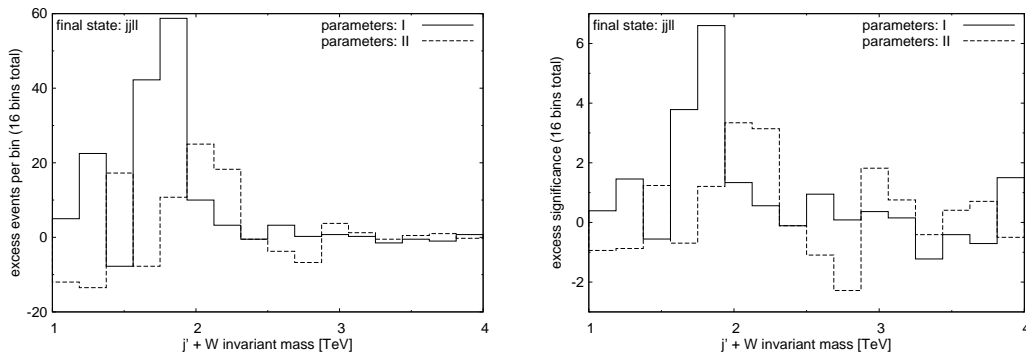 final state: jjll
parameters: I
parameters: II
excess events per bin (16 bins total)
60
40
20
0
-20
1
2
3
4
j' + W invariant mass [TeV]
final state: jjll
parameters: I
parameters: II
excess significance (16 bins total)
6
4
2
0
-2
1
2
3
4
j' + W invariant mass [TeV]